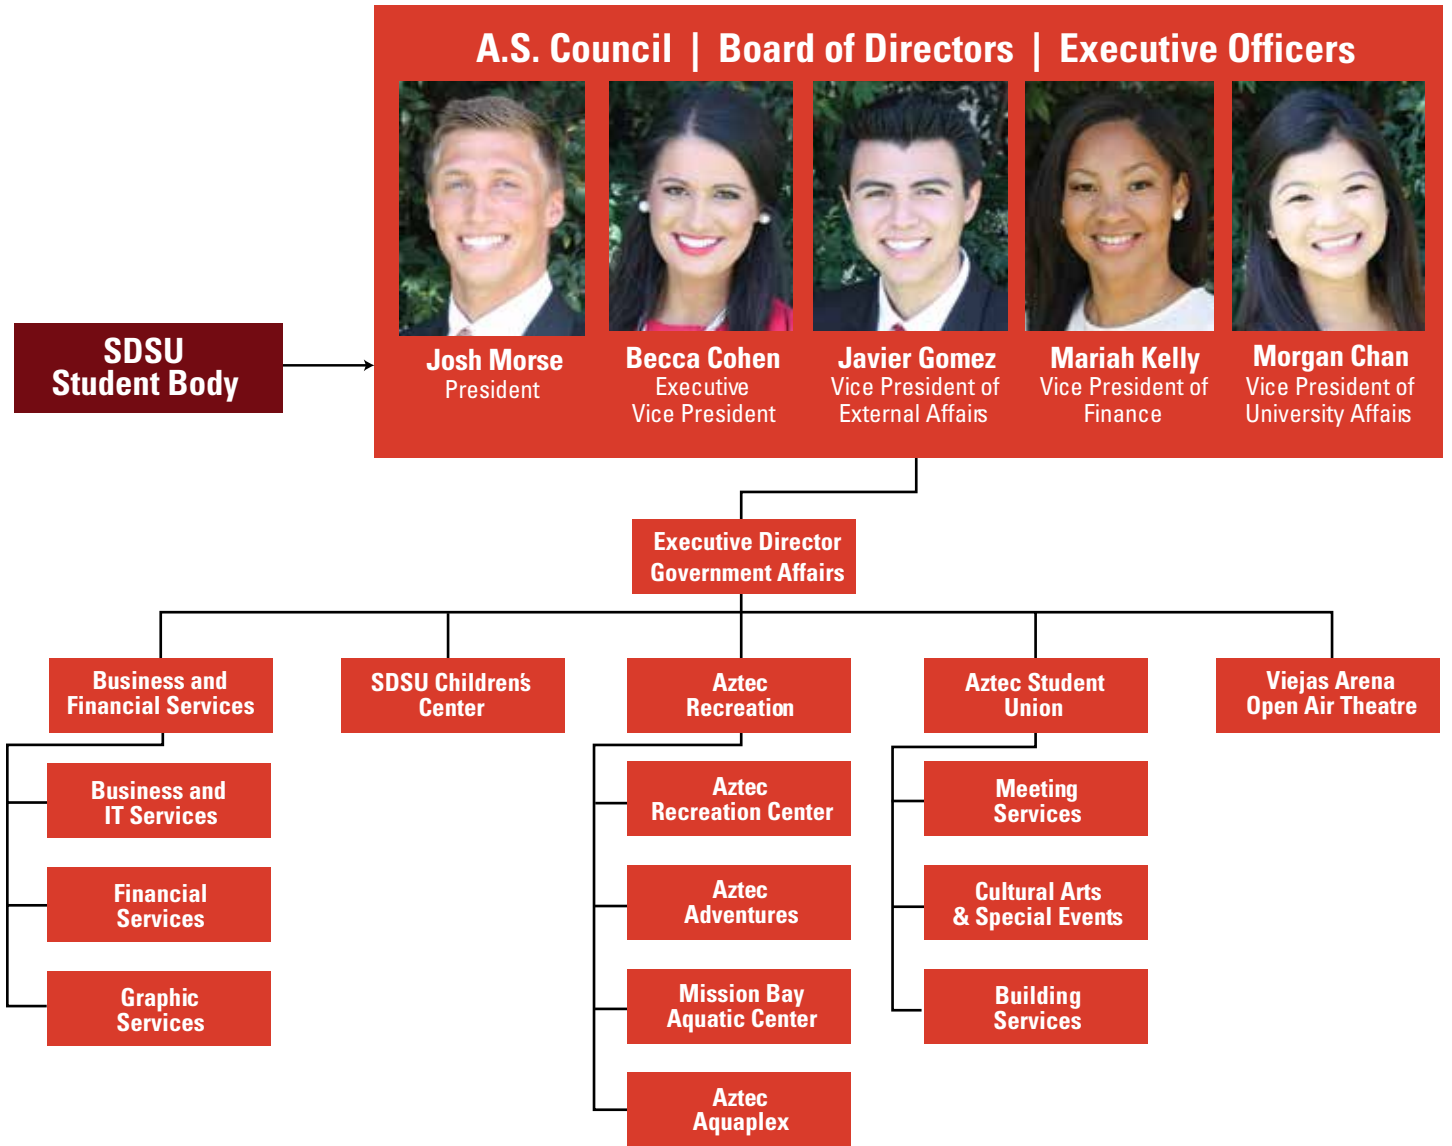 A.S. Council | Board of Directors | Executive Officers
SDSU
Student Body
Josh Morse
President
Becca Cohen
Executive
Vice President
Javier Gomez
Vice President of
External Affairs
Mariah Kelly
Vice President of
Finance
Morgan Chan
Vice President of
University Affairs
Executive Director
Government Affairs
Business and
Financial Services
SDSU Children's
Center
Aztec
Recreation
Aztec Student
Union
Viejas Arena
Open Air Theatre
Business and
IT Services
Financial
Services
Graphic
Services
Aztec
Recreation Center
Aztec
Adventures
Mission Bay
Aquatic Center
Aztec
Aquaplex
Meeting
Services
Cultural Arts
& Special Events
Building
Services